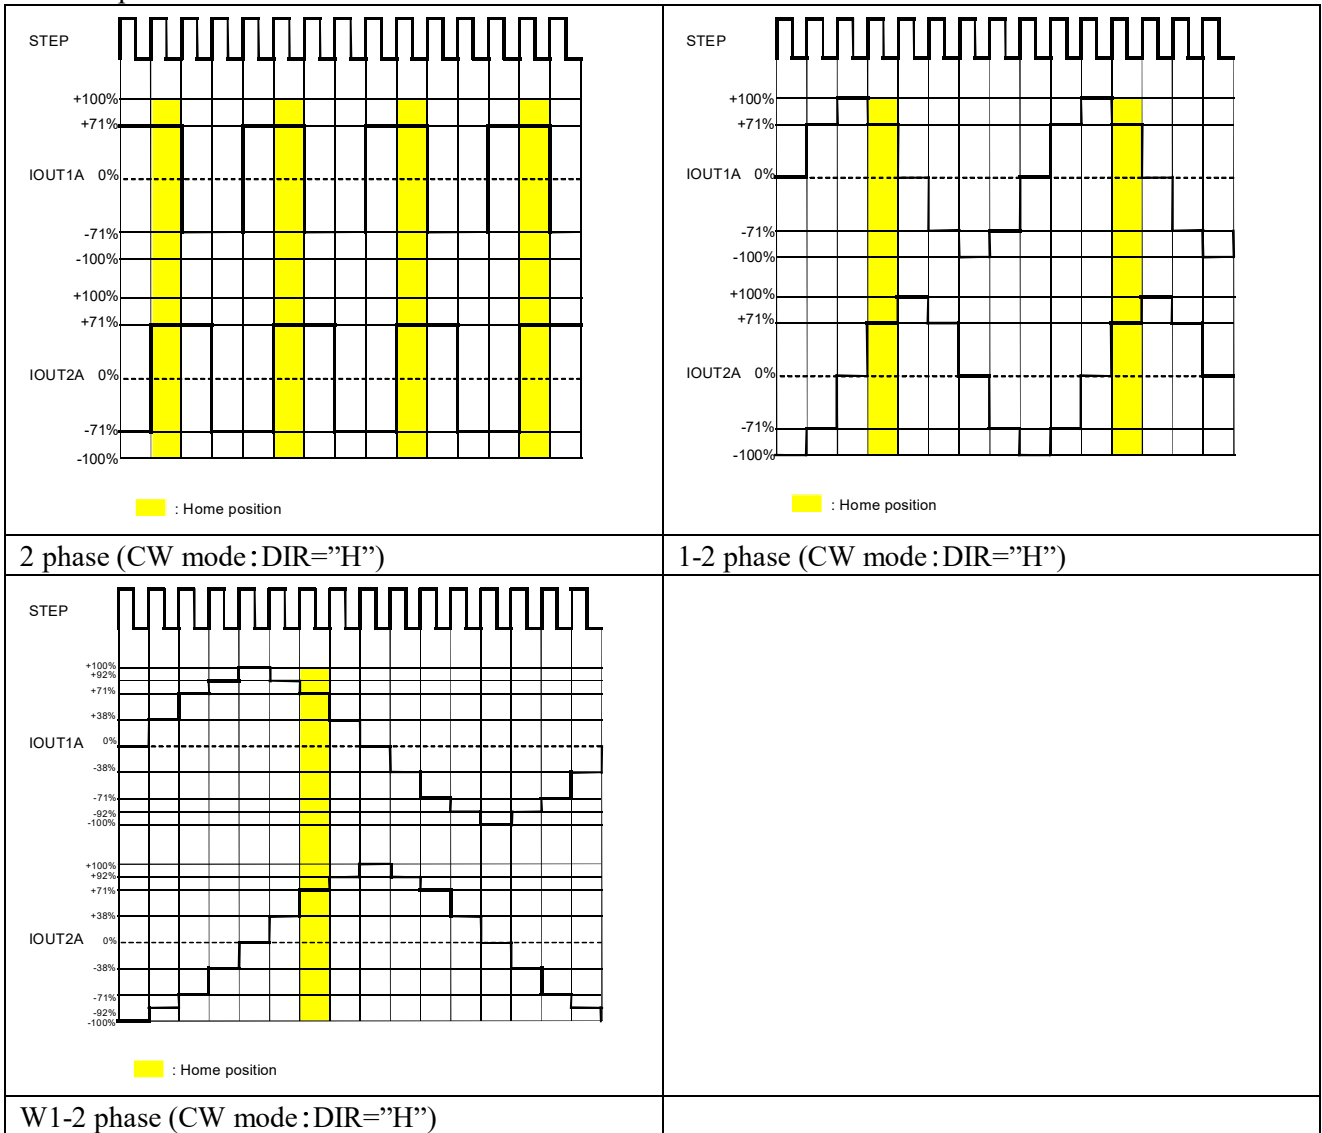 STEP
+100%
+71%
IOUT1A 0%
-71%
-100%
+100%
+71%
IOUT2A 0%
-71%
-100%
: Home position
2 phase (CW mode:DIR=”H”)
STEP
+100%
+71%
IOUT1A 0%
-71%
-100%
+100%
+71%
IOUT2A 0%
-71%
-100%
: Home position
1-2 phase (CW mode:DIR=”H”)
STEP
+100%
+92%
+71%
+38%
IOUT1A 0%
-38%
-71%
-92%
-100%
+100%
+92%
+71%
+38%
IOUT2A 0%
-38%
-71%
-92%
-100%
: Home position
W1-2 phase (CW mode:DIR=”H”)